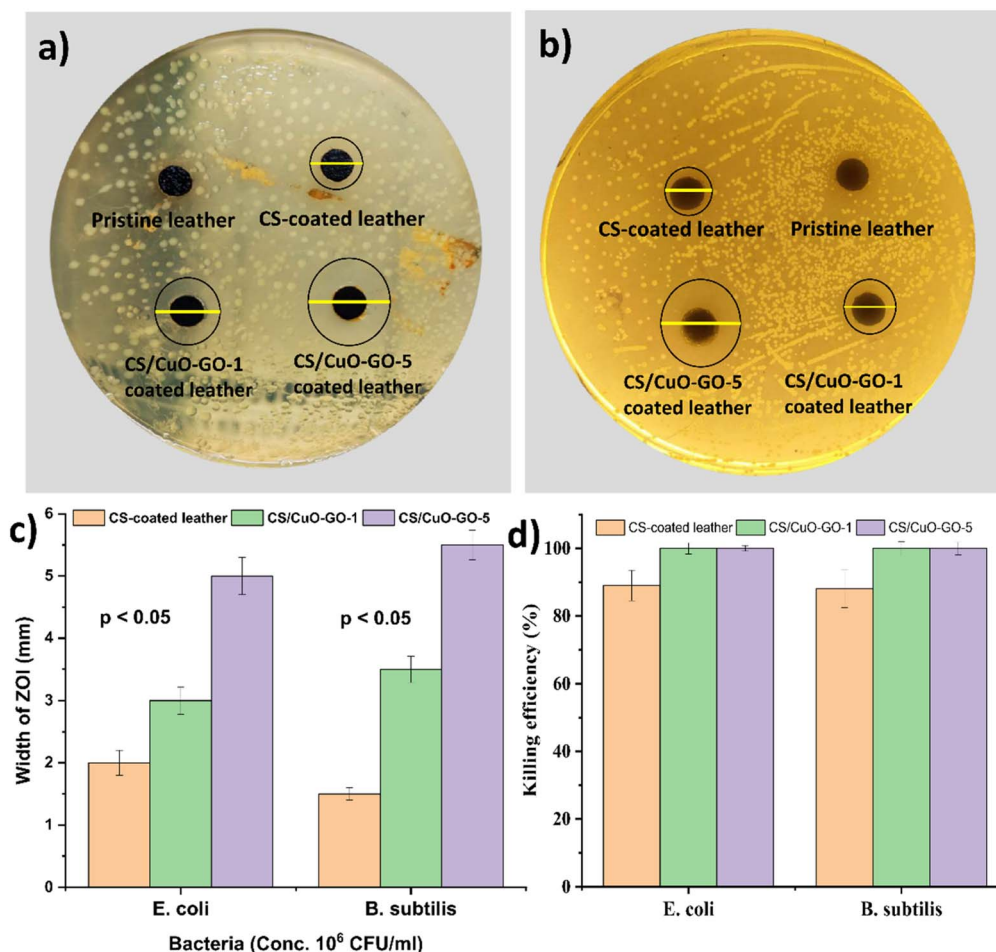 a)
Pristine leather
CS-coated leather
CS/CuO-GO-1
coated leather
CS/CuO-GO-5
coated leather
b)
CS-coated leather
Pristine leather
CS/CuO-GO-5
coated leather
CS/CuO-GO-1
coated leather
c)
CS-coated leather CS/CuO-GO-1 CS/CuO-GO-5
Width of ZOI (mm)
6
5
4
3
2
1
0
p < 0.05
p < 0.05
E. coli
B. subtilis
Bacteria (Conc. 10⁶ CFU/ml)
d)
CS-coated leather CS/CuO-GO-1 CS/CuO-GO-5
Killing efficiency (%)
100
80
60
40
20
0
E. coli
B. subtilis